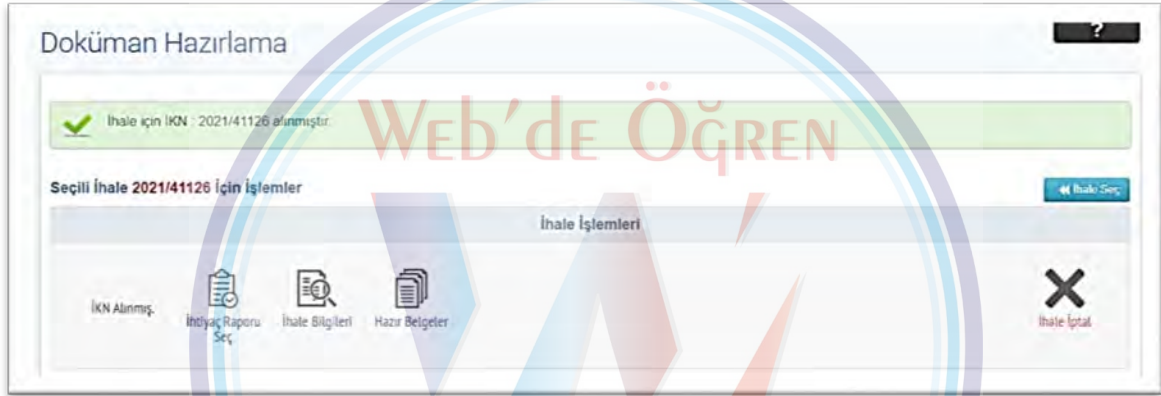 Doküman Hazırlama
?
İhale için İKN : 2021/41126 alınmıştır.
WEB'DE ÖĞREN
Seçili İhale 2021/41126 İçin İşlemler
İhale Seç
İhale İşlemleri
İKN Alınmış.
İhtiyaç Raporu
Seç
İhale Bilgileri
Hazır Belgeler
İhale İptal